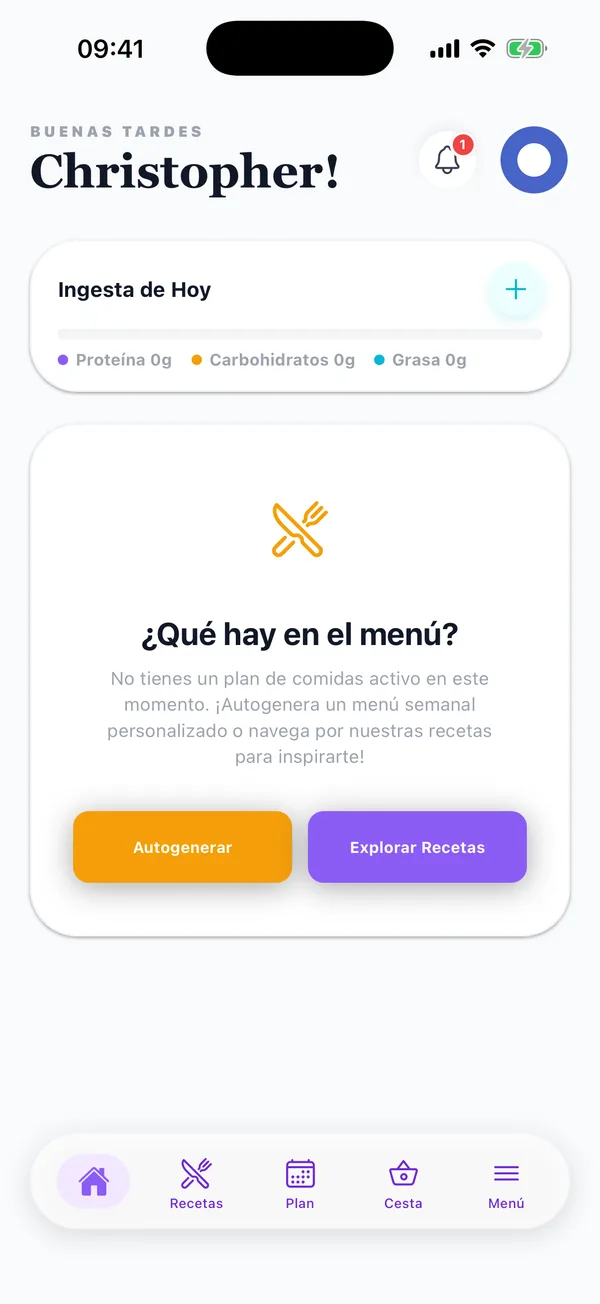 09:41
BUENAS TARDES
Christopher!
1
Ingesta de Hoy
Proteína 0g Carbohidratos 0g Grasa 0g
¿Qué hay en el menú?
No tienes un plan de comidas activo en este
momento. ¡Autogenera un menú semanal
personalizado o navega por nuestras recetas
para inspirarte!
Autogenerar Explorar Recetas
Recetas Plan Cesta Menú